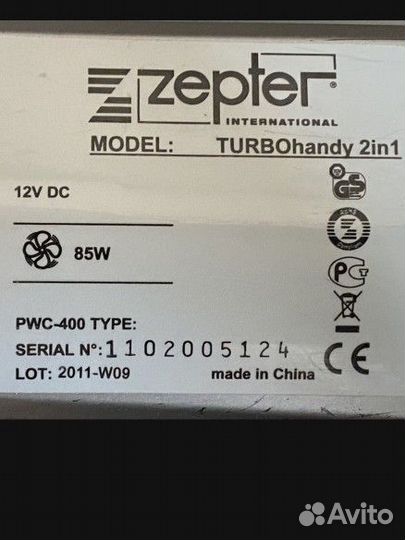 zepter®
INTERNATIONAL
MODEL: TURBOhandy 2in1
12V DC
85W
PWC-400 TYPE:
SERIAL N°: 1102005124
LOT: 2011-W09
made in China
GS
CE
Avito